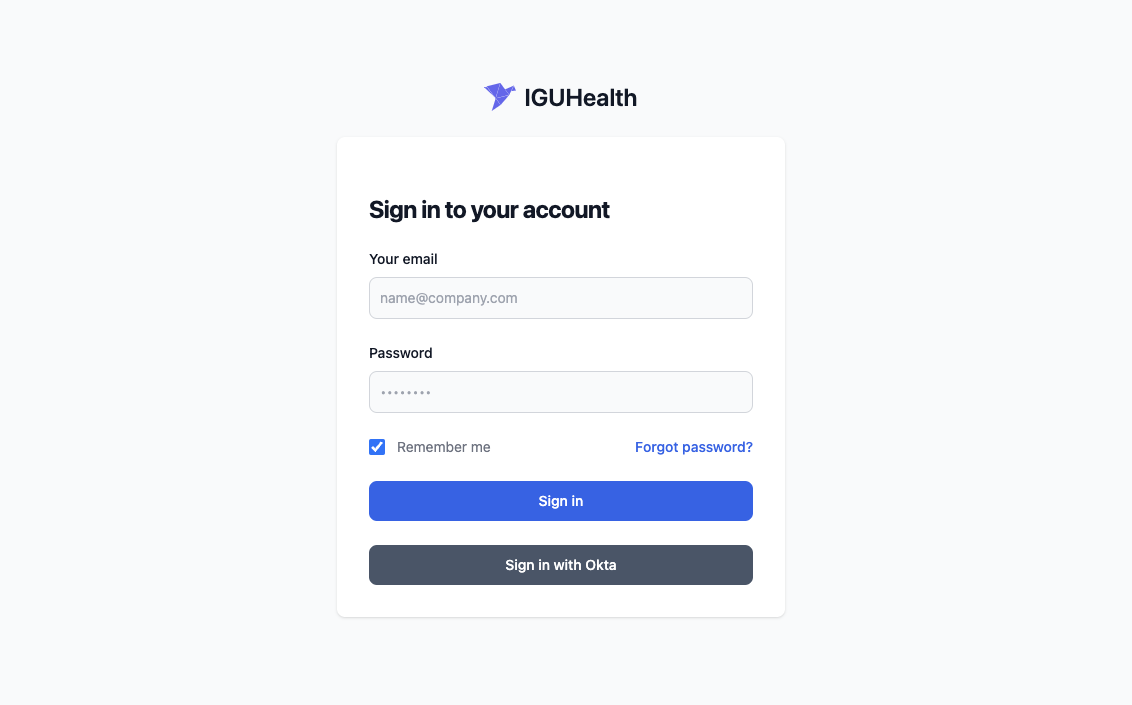 IGUHealth
Sign in to your account
Your email
name@company.com
Password
••••••••
Remember me
Forgot password?
Sign in
Sign in with Okta